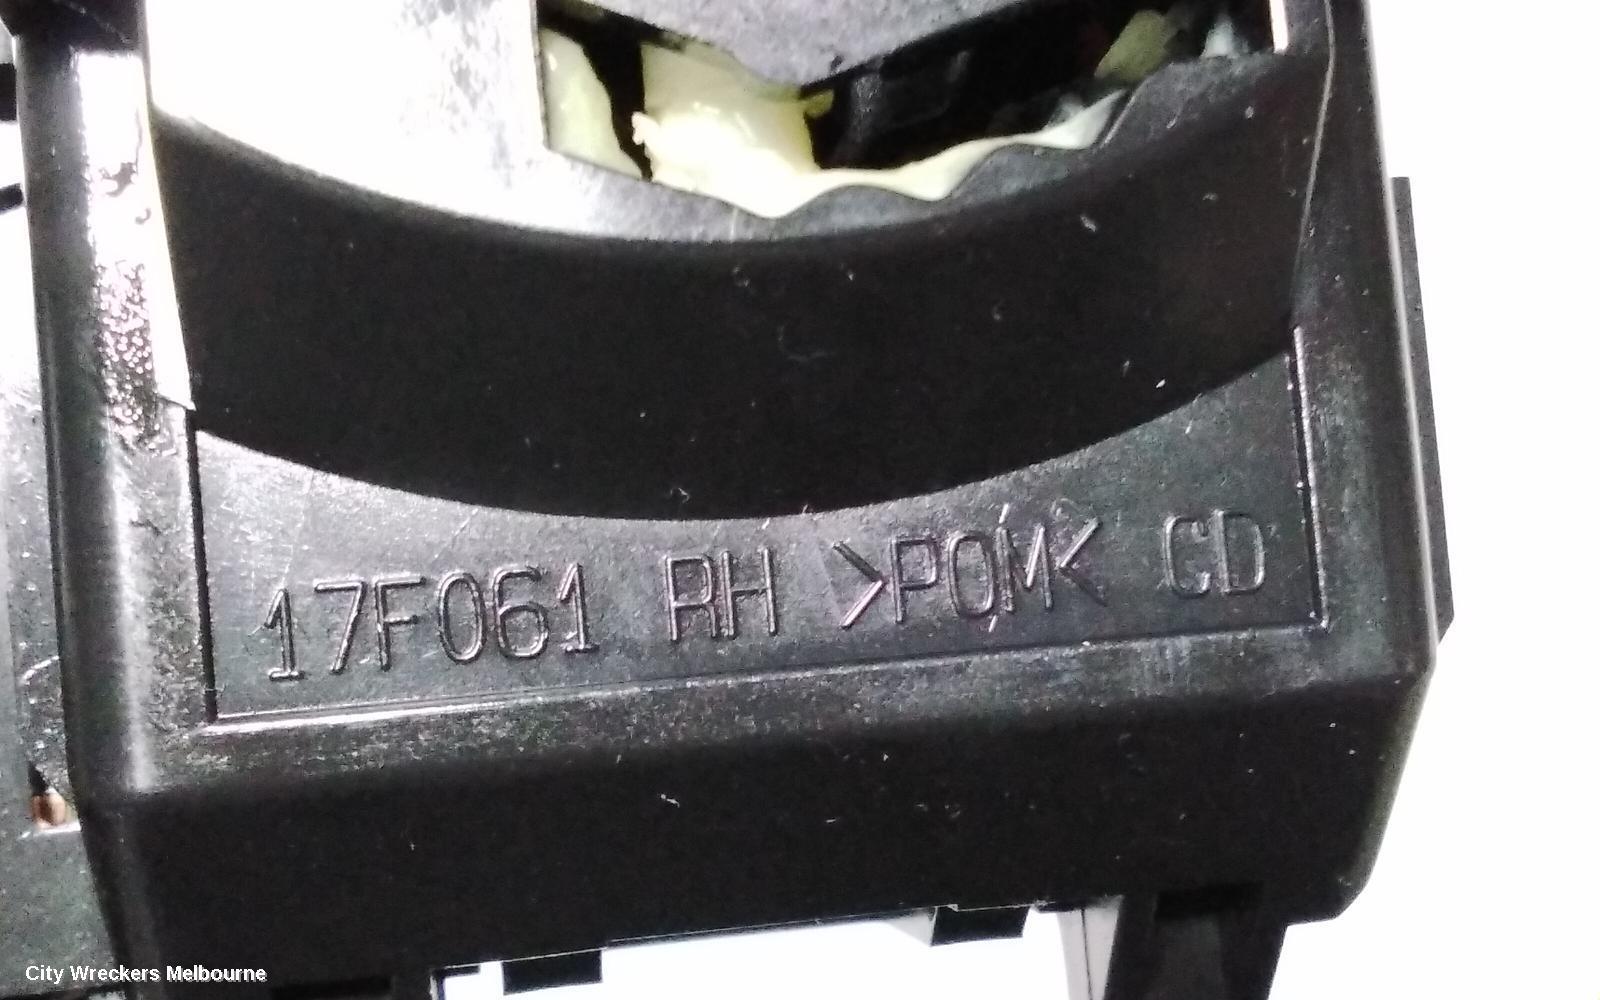 17F061 RH >POM< CD
City Wreckers Melbourne